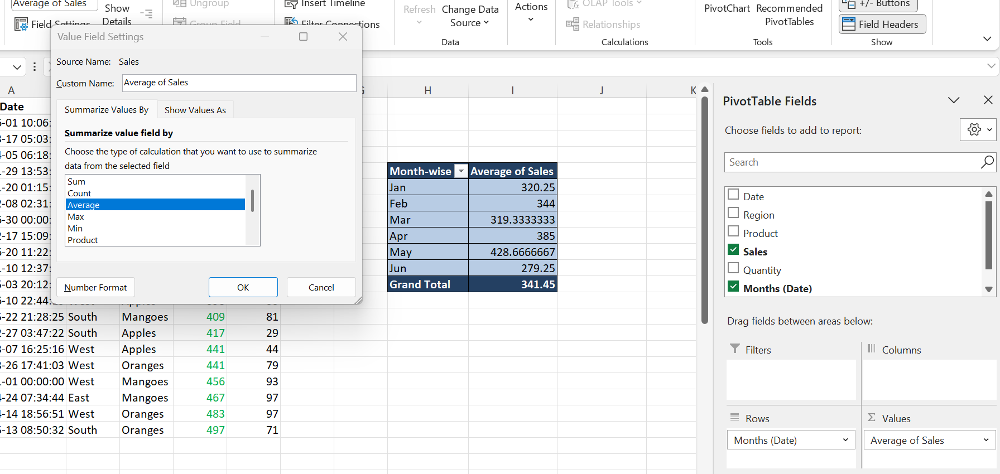 Average of Sales
Show
Details
Field Settings
Ungroup
Group Field
Insert Timeline
Filter Connections
Refresh
Change Data
Source
Data
Actions
OLAP Tools
Relationships
Calculations
PivotChart
Recommended
PivotTables
Tools
+/- Buttons
Field Headers
Show
Value Field Settings
Source Name: Sales
Custom Name: Average of Sales
Summarize Values By
Show Values As
Summarize value field by
Choose the type of calculation that you want to use to summarize
data from the selected field
Sum
Count
Average
Max
Min
Product
Number Format
OK
Cancel
A
H
I
J
K
Date
-01 10:06:
-17 05:03:
-05 06:18:
-29 13:53:
-20 01:15:
-08 02:31:
-30 00:00:
-17 15:09:
-20 11:22:
-10 12:37:
-03 20:12:
-10 22:44:
-22 21:28:25 South Mangoes 409 81
-27 03:47:22 South Apples 417 29
-07 16:25:16 West Apples 441 44
-26 17:41:03 West Oranges 441 79
-01 00:00:00 West Mangoes 456 93
-24 07:34:44 East Mangoes 467 97
-14 18:56:51 West Oranges 483 97
-13 08:50:32 South Oranges 497 71
Month-wise Average of Sales
Jan 320.25
Feb 344
Mar 319.3333333
Apr 385
May 428.6666667
Jun 279.25
Grand Total 341.45
PivotTable Fields
Choose fields to add to report:
Search
Date
Region
Product
Sales
Quantity
Months (Date)
Drag fields between areas below:
Filters
Columns
Rows
Values
Months (Date)
Average of Sales